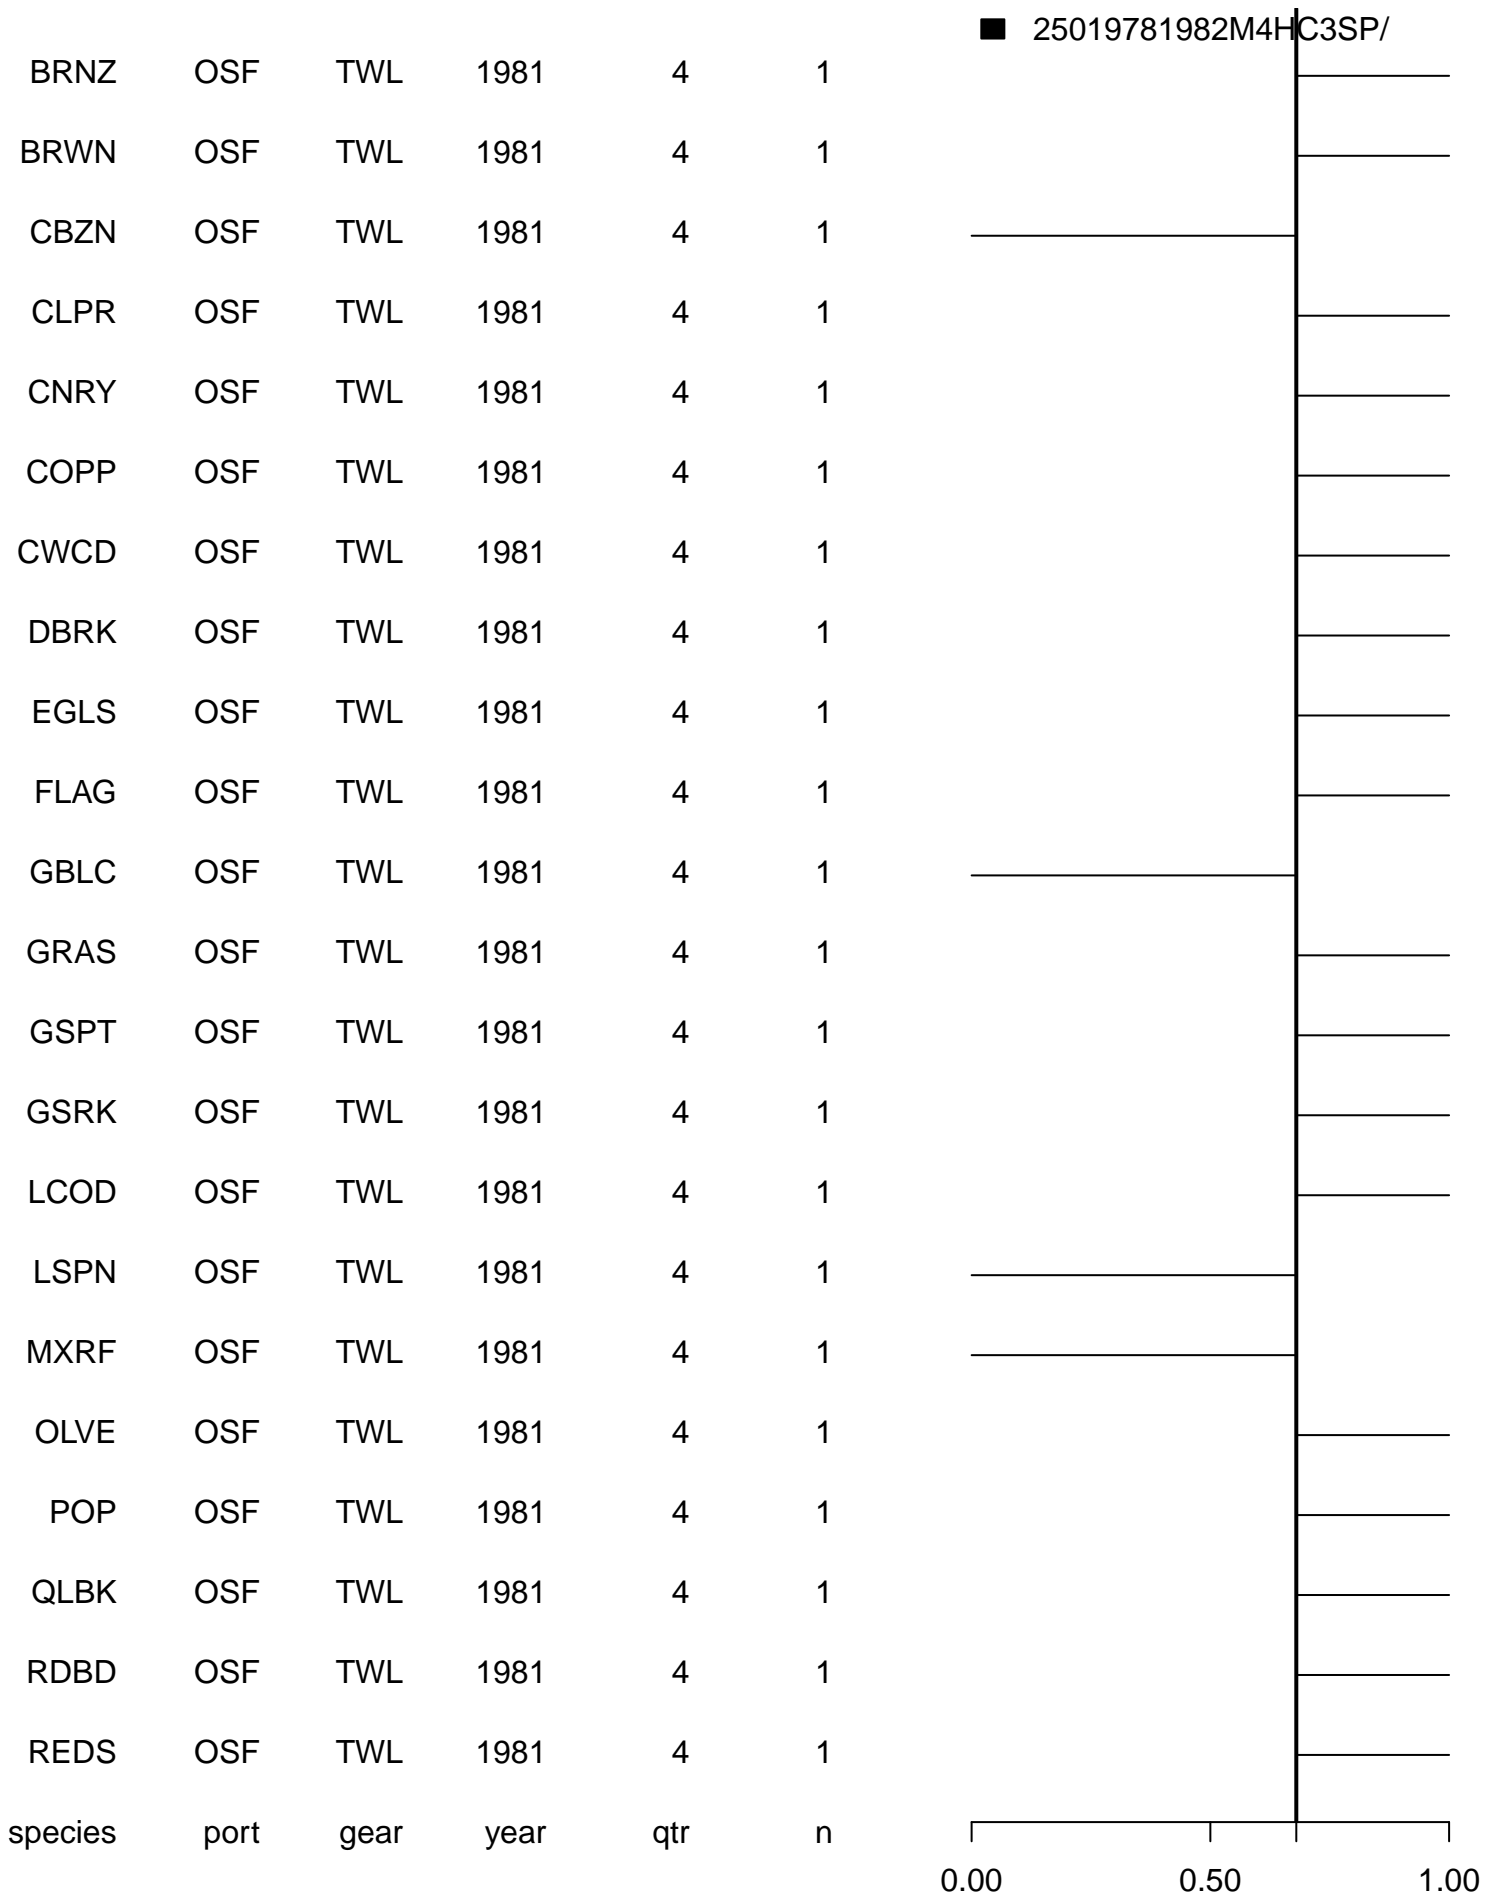 25019781982M4HC3SP/
BRNZ OSF TWL 1981 4 1
BRWN OSF TWL 1981 4 1
CBZN OSF TWL 1981 4 1
CLPR OSF TWL 1981 4 1
CNRY OSF TWL 1981 4 1
COPP OSF TWL 1981 4 1
CWCD OSF TWL 1981 4 1
DBRK OSF TWL 1981 4 1
EGLS OSF TWL 1981 4 1
FLAG OSF TWL 1981 4 1
GBLC OSF TWL 1981 4 1
GRAS OSF TWL 1981 4 1
GSPT OSF TWL 1981 4 1
GSRK OSF TWL 1981 4 1
LCOD OSF TWL 1981 4 1
LSPN OSF TWL 1981 4 1
MXRF OSF TWL 1981 4 1
OLVE OSF TWL 1981 4 1
POP OSF TWL 1981 4 1
QLBK OSF TWL 1981 4 1
RDBD OSF TWL 1981 4 1
REDS OSF TWL 1981 4 1
species port gear year qtr n
0.00 0.50 1.00